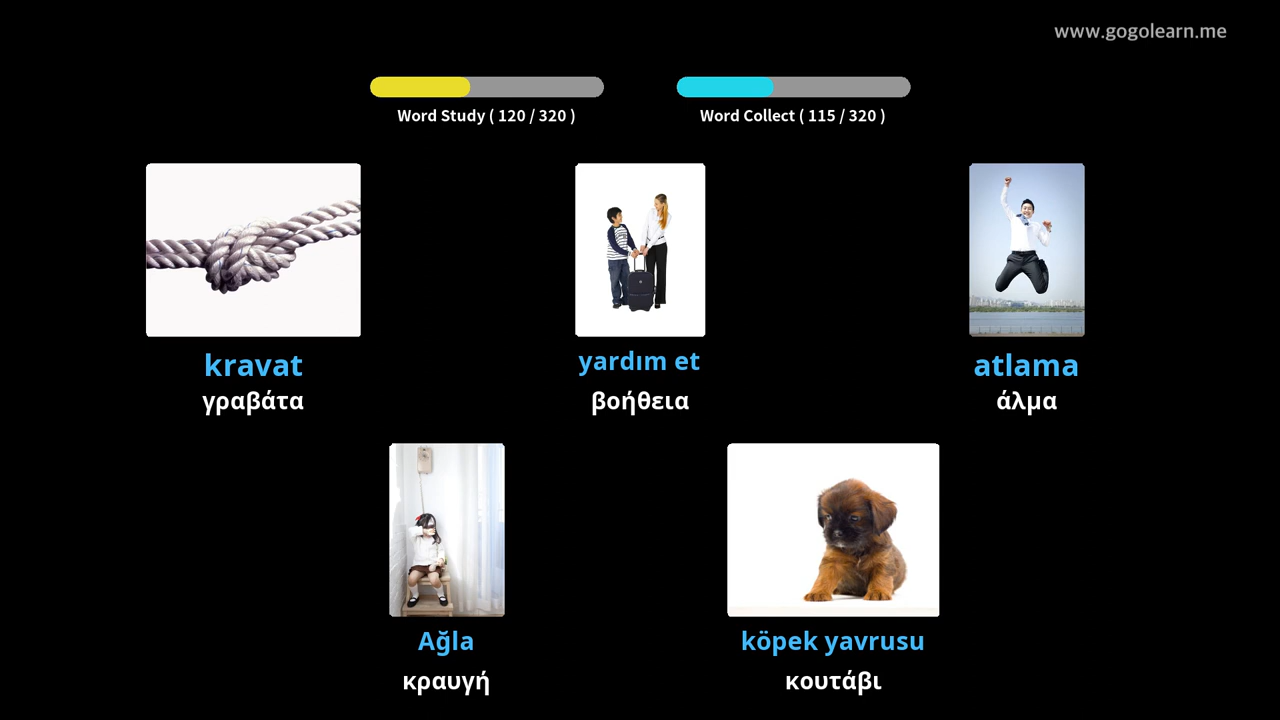 www.gogolearn.me
Word Study ( 120 / 320 )
Word Collect ( 115 / 320 )
kravat
γραβάτα
yardım et
βοήθεια
atlama
άλμα
Ağla
κραυγή
köpek yavrusu
κουτάβι